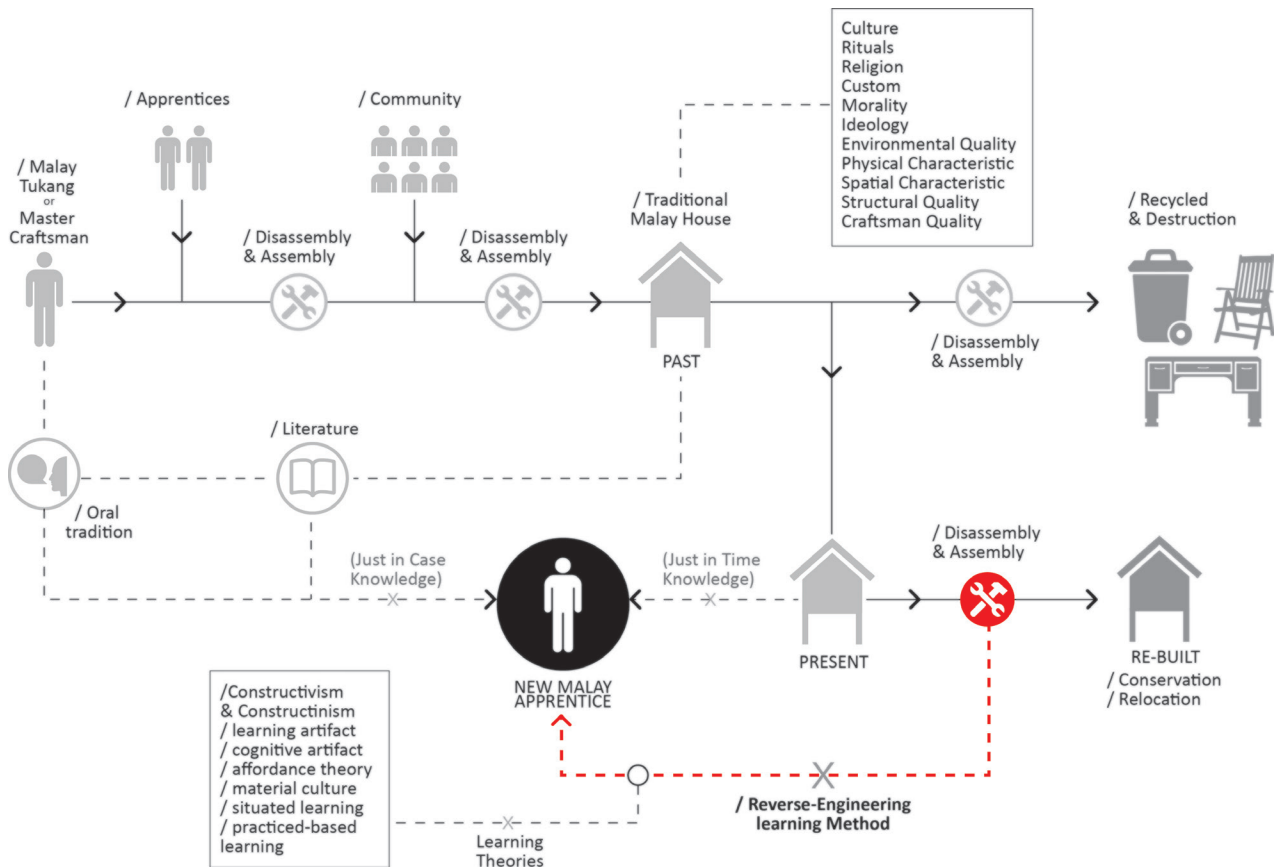 Culture
Rituals
Religion
Custom
Morality
Ideology
Environmental Quality
Physical Characteristic
Spatial Characteristic
Structural Quality
Craftsman Quality
/ Apprentices
/ Community
/ Malay
Tukang
or
Master
Craftsman
/ Disassembly
& Assembly
/ Disassembly
& Assembly
/ Traditional
Malay House
/ Recycled
& Destruction
PAST
/ Disassembly
& Assembly
/ Literature
/ Oral
tradition
(Just in Case
Knowledge)
(Just in Time
Knowledge)
/ Disassembly
& Assembly
NEW MALAY
APPRENTICE
PRESENT
RE-BUILT
/ Conservation
/ Relocation
/Constructivism
& Constructinism
/ learning artifact
/ cognitive artifact
/ affordance theory
/ material culture
/ situated learning
/ practiced-based
learning
Learning
Theories
/ Reverse-Engineering
learning Method